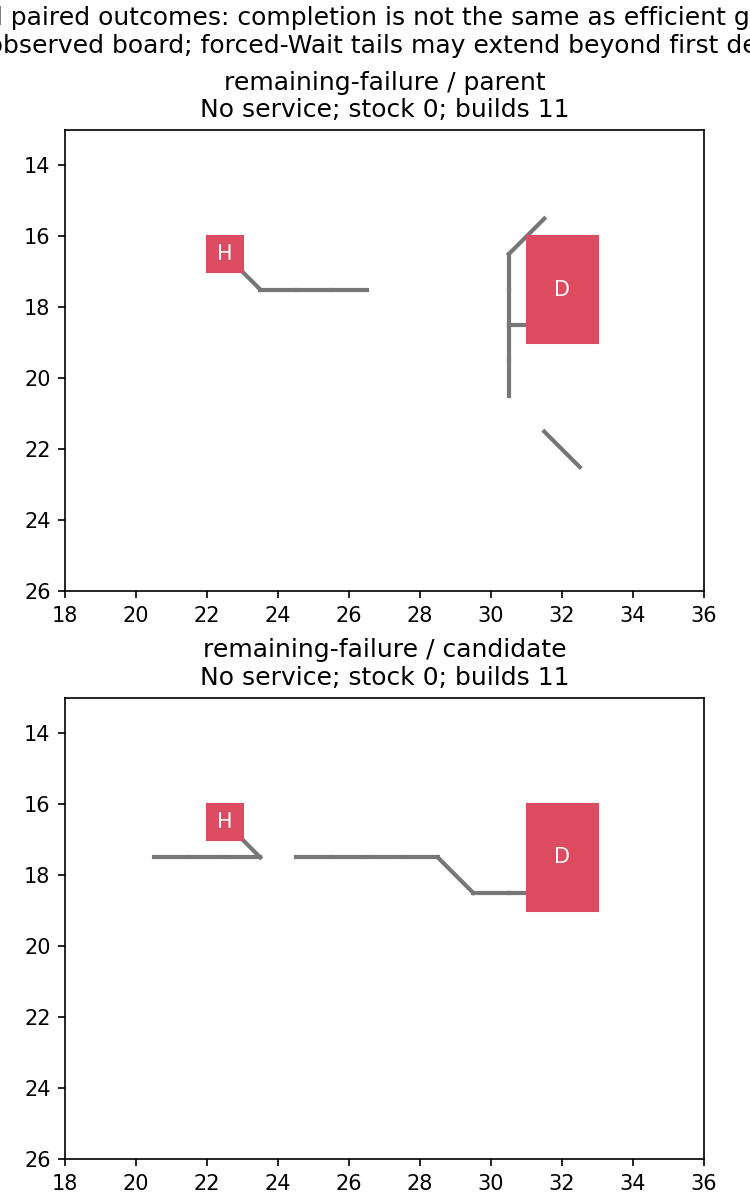 paired outcomes: completion is not the same as efficient
observed board; forced-Wait tails may extend beyond first
remaining-failure / parent
No service; stock 0; builds 11
14
16
H
D
18
20
22
24
26
18 20 22 24 26 28 30 32 34 36
remaining-failure / candidate
No service; stock 0; builds 11
14
16
H
D
18
20
22
24
26
18 20 22 24 26 28 30 32 34 36